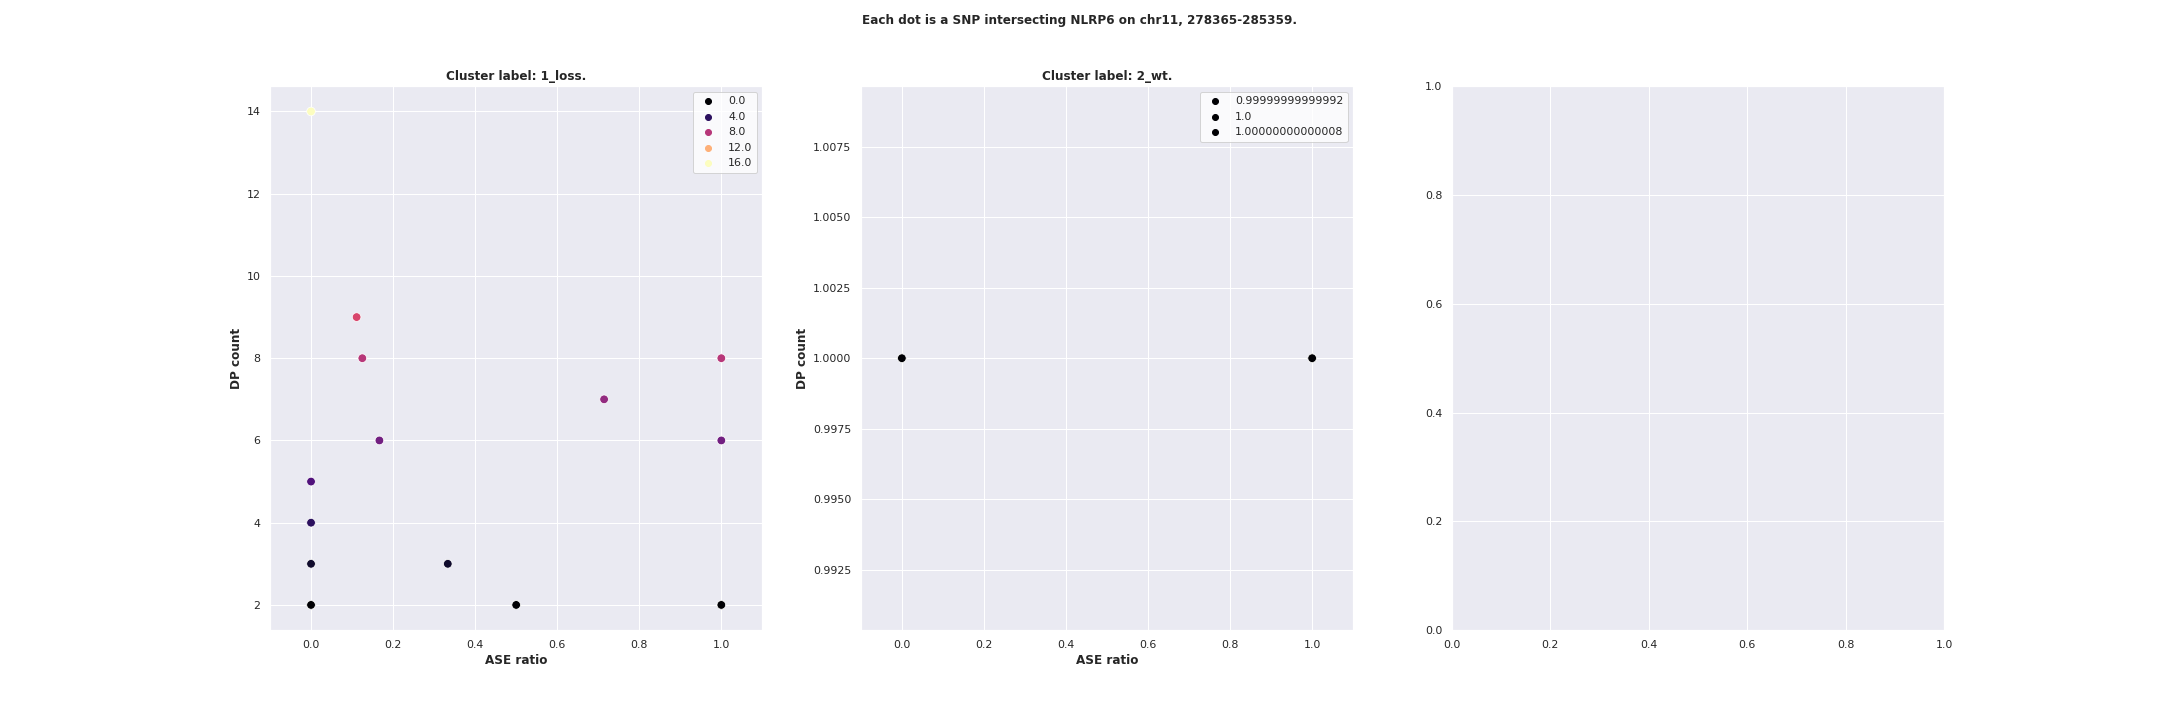 Each dot is a SNP intersecting NLRP6 on chr11, 278365-285359.
Cluster label: 1_loss.
14
12
10
8
6
4
2
DP count
0.0
4.0
8.0
12.0
16.0
0.0 0.2 0.4 0.6 0.8 1.0
ASE ratio
Cluster label: 2_wt.
1.0075
1.0050
1.0025
1.0000
0.9975
0.9950
0.9925
DP count
0.99999999999992
1.0
1.00000000000008
0.0 0.2 0.4 0.6 0.8 1.0
ASE ratio
1.0
0.8
0.6
0.4
0.2
0.0
0.0 0.2 0.4 0.6 0.8 1.0